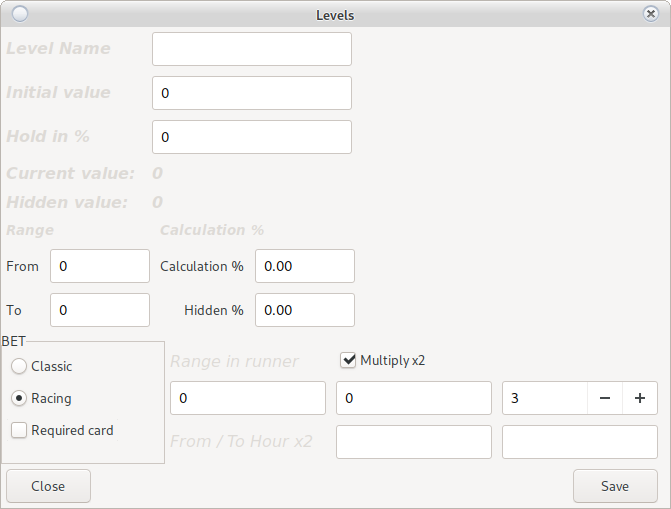 Levels
Level Name
Initial value 0
Hold in % 0
Current value: 0
Hidden value: 0
Range Calculation %
From 0 Calculation % 0.00
To 0 Hidden % 0.00
BET
Classic
Range in runner Multiply x2
Racing
0 0 3 − +
Required card
From / To Hour x2
Close Save